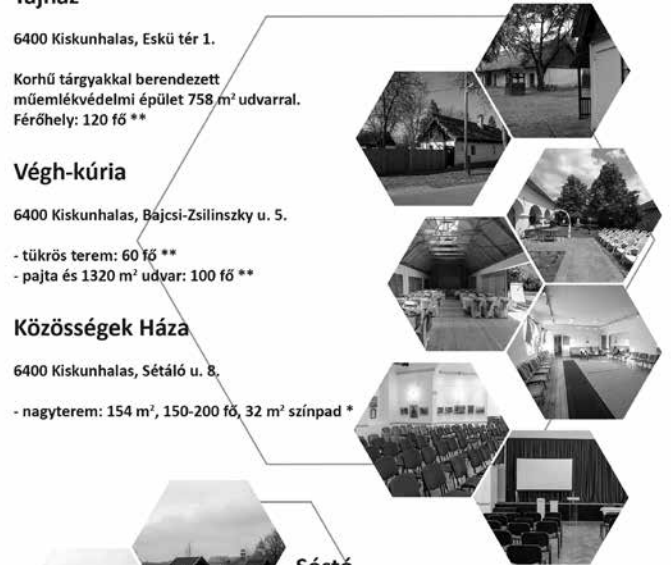 Tájház
6400 Kiskunhalas, Eskü tér 1.
Korhű tárgyakkal berendezett
műemlékvédelmi épület 758 m² udvarral.
Férőhely: 120 fő **
Végh-kúria
6400 Kiskunhalas, Bajcsi-Zsilinszky u. 5.
- tükrös terem: 60 fő **
- pajta és 1320 m² udvar: 100 fő **
Közösségek Háza
6400 Kiskunhalas, Sétáló u. 8.
- nagyterem: 154 m², 150-200 fő, 32 m² színpad *
Sóstó